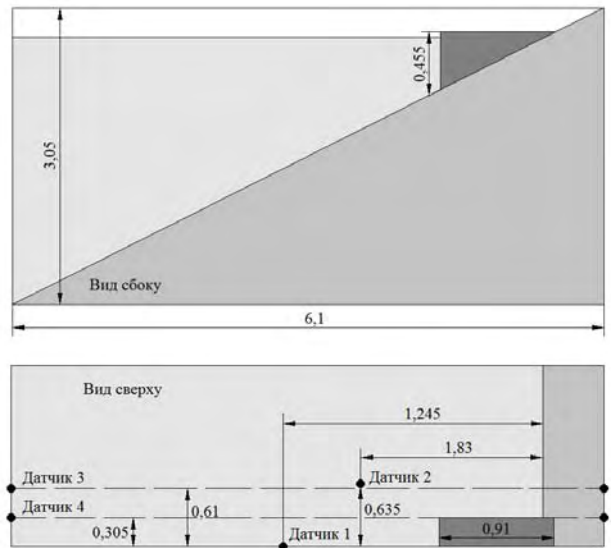 0,455
3,05
Вид сбоку
6,1
Вид сверху
1,245
1,83
Датчик 3
Датчик 2
Датчик 4
0,61
0,635
0,305
Датчик 1
0,91